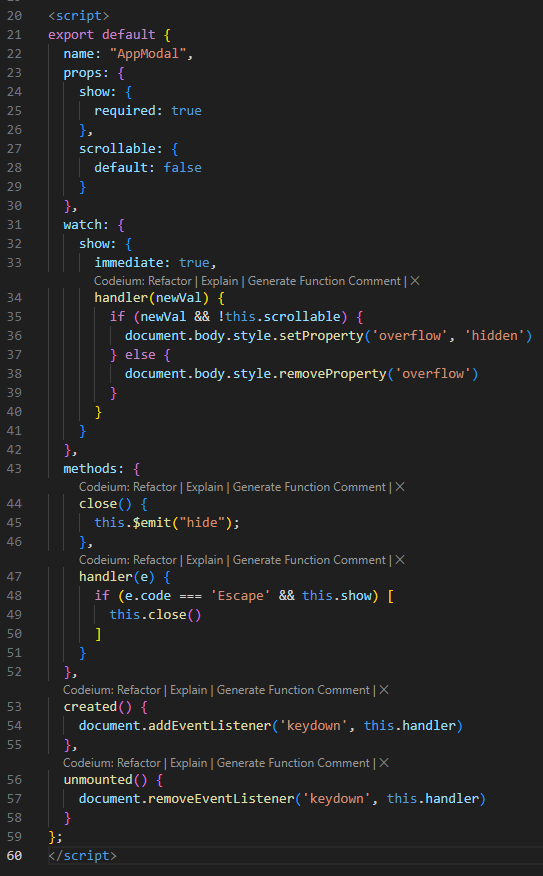 20 <script>
21 export default {
22   name: "AppModal",
23   props: {
24     show: {
25       required: true
26     },
27     scrollable: {
28       default: false
29     }
30   },
31   watch: {
32     show: {
33       immediate: true,
Codeium: Refactor | Explain | Generate Function Comment | ✕
34       handler(newVal) {
35         if (newVal && !this.scrollable) {
36           document.body.style.setProperty('overflow', 'hidden')
37         } else {
38           document.body.style.removeProperty('overflow')
39         }
40       }
41     }
42   },
43   methods: {
Codeium: Refactor | Explain | Generate Function Comment | ✕
44     close() {
45       this.$emit("hide");
46     },
Codeium: Refactor | Explain | Generate Function Comment | ✕
47     handler(e) {
48       if (e.code === 'Escape' && this.show) [
49         this.close()
50       ]
51     }
52   },
Codeium: Refactor | Explain | Generate Function Comment | ✕
53   created() {
54     document.addEventListener('keydown', this.handler)
55   },
Codeium: Refactor | Explain | Generate Function Comment | ✕
56   unmounted() {
57     document.removeEventListener('keydown', this.handler)
58   }
59 };
60 </script>